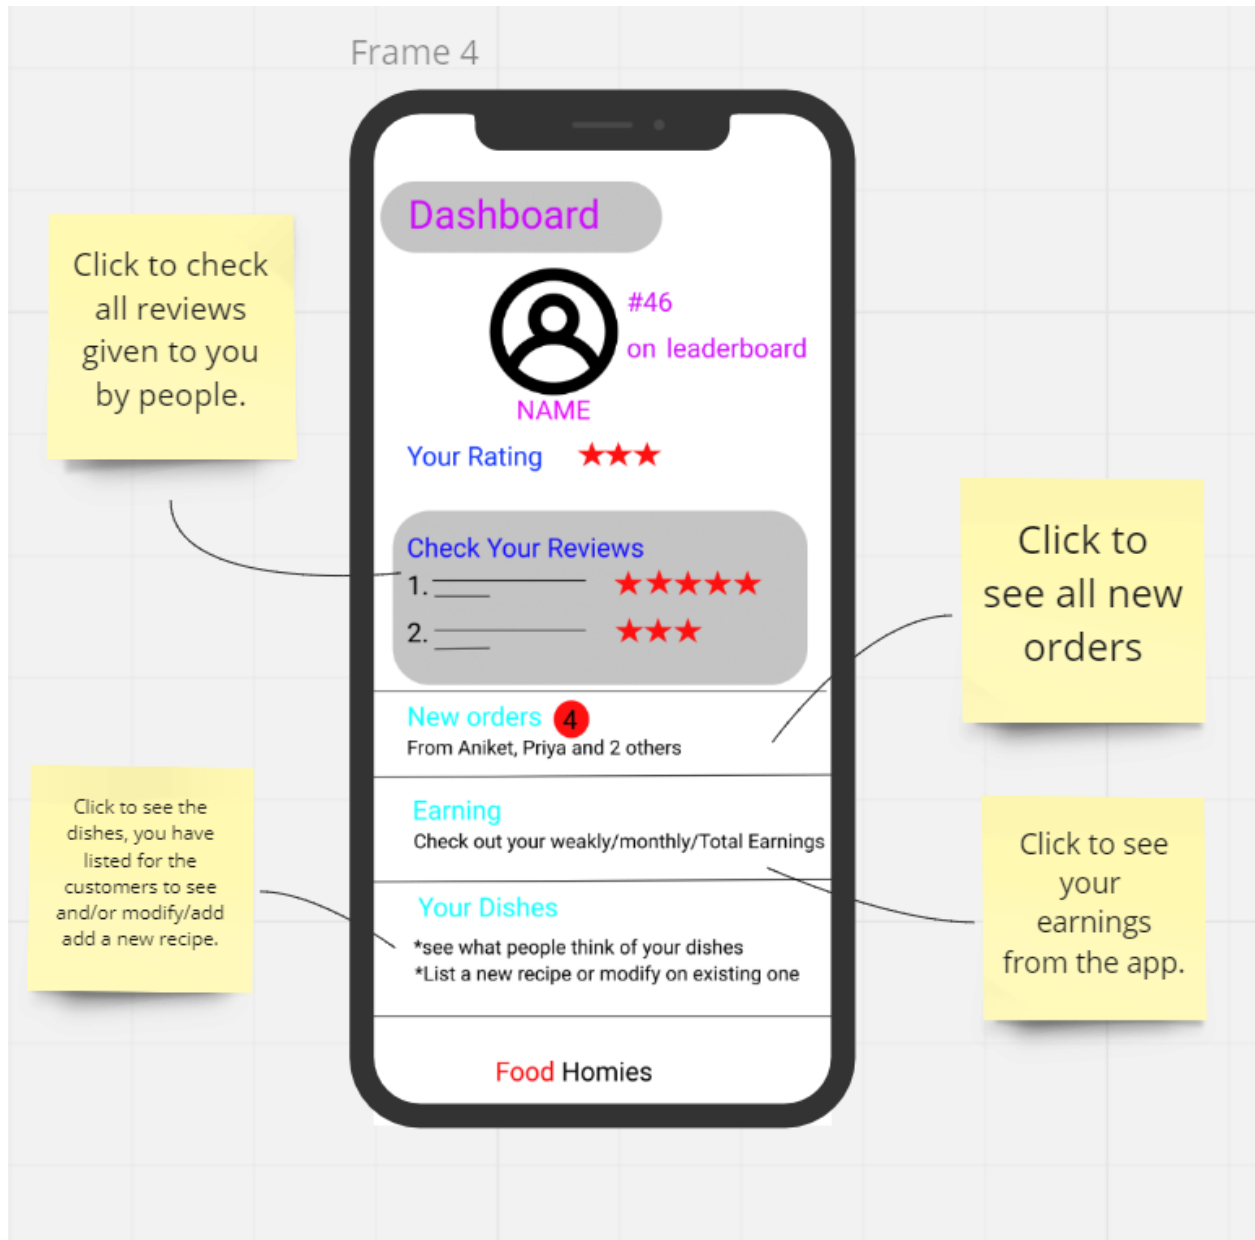 Frame 4
Dashboard
#46
on leaderboard
NAME
Your Rating
Check Your Reviews
1.
2.
New orders 4
From Aniket, Priya and 2 others
Earning
Check out your weakly/monthly/Total Earnings
Your Dishes
*see what people think of your dishes
*List a new recipe or modify on existing one
Food Homies
Click to check
all reviews
given to you
by people.
Click to
see all new
orders
Click to see the
dishes, you have
listed for the
customers to see
and/or modify/add
add a new recipe.
Click to see
your
earnings
from the app.